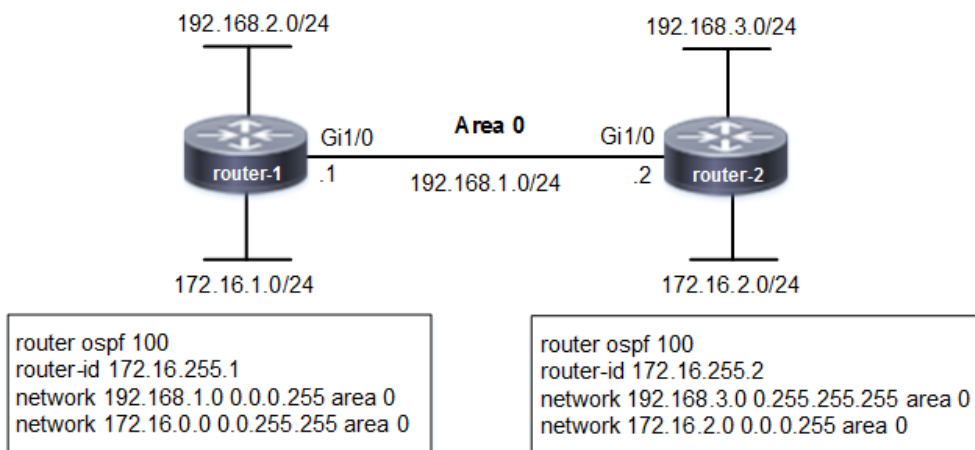 192.168.2.0/24
192.168.3.0/24
Gi1/0
Area 0
Gi1/0
router-1
.1
192.168.1.0/24
.2
router-2
172.16.1.0/24
172.16.2.0/24
router ospf 100
router-id 172.16.255.1
network 192.168.1.0 0.0.0.255 area 0
network 172.16.0.0 0.0.255.255 area 0
router ospf 100
router-id 172.16.255.2
network 192.168.3.0 0.255.255.255 area 0
network 172.16.2.0 0.0.0.255 area 0